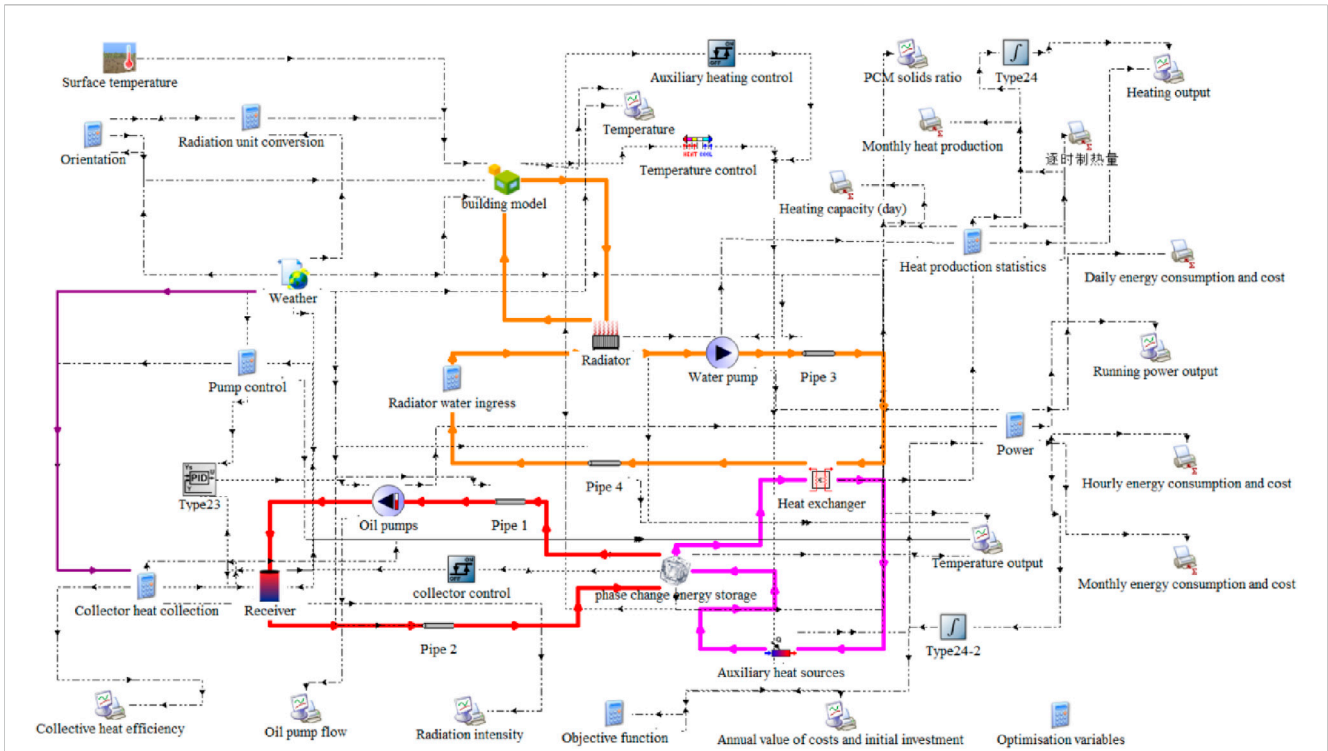 Surface temperature
Auxiliary heating control
PCM solids ratio
Type24
Heating output
Radiation unit conversion
Orientation
Temperature
Monthly heat production
逐时制热量
HEAT COOL
Temperature control
building model
Heating capacity (day)
Heat production statistics
Daily energy consumption and cost
Weather
Radiator
Water pump
Pipe 3
Running power output
Pump control
Radiator water ingress
Power
Pipe 4
Heat exchanger
Hourly energy consumption and cost
PID
Type23
Oil pumps
Pipe 1
Temperature output
Monthly energy consumption and cost
ON
OFF
collector control
phase change energy storage
Collector heat collection
Receiver
Pipe 2
Auxiliary heat sources
Type24-2
Collective heat efficiency
Oil pump flow
Radiation intensity
Objective function
Annual value of costs and initial investment
Optimisation variables